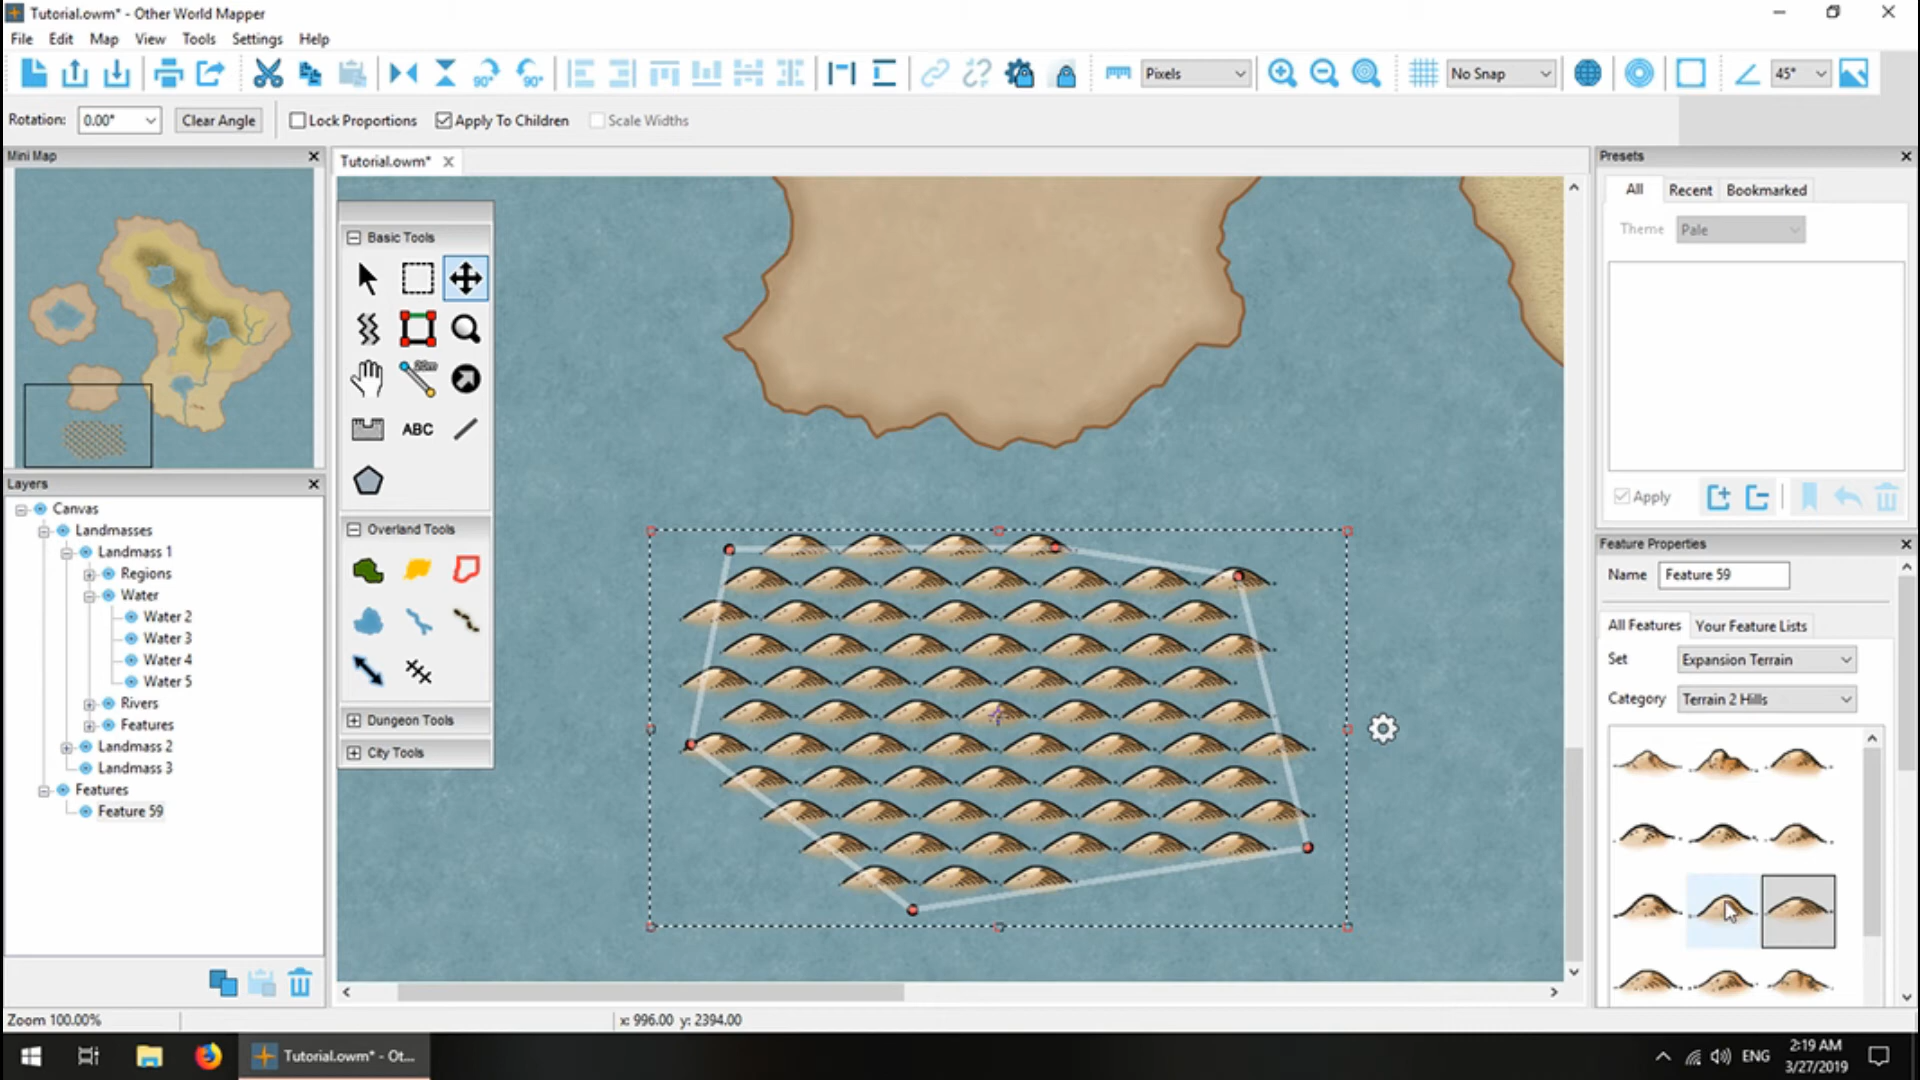 Tutorial.owm* - Other World Mapper
File Edit Map View Tools Settings Help
90° 90° Pixels No Snap 45°
Rotation: 0.00° Clear Angle Lock Proportions Apply To Children Scale Widths
Mini Map
Tutorial.owm*
Presets
All Recent Bookmarked
Theme Pale
Basic Tools
20m
ABC
Overland Tools
Dungeon Tools
City Tools
Layers
Canvas
Landmasses
Landmass 1
Regions
Water
Water 2
Water 3
Water 4
Water 5
Rivers
Features
Landmass 2
Landmass 3
Features
Feature 59
Apply
Feature Properties
Name Feature 59
All Features Your Feature Lists
Set Expansion Terrain
Category Terrain 2 Hills
Zoom 100.00% x: 996.00 y: 2394.00
Tutorial.owm* - Ot...
ENG
2:19 AM
3/27/2019